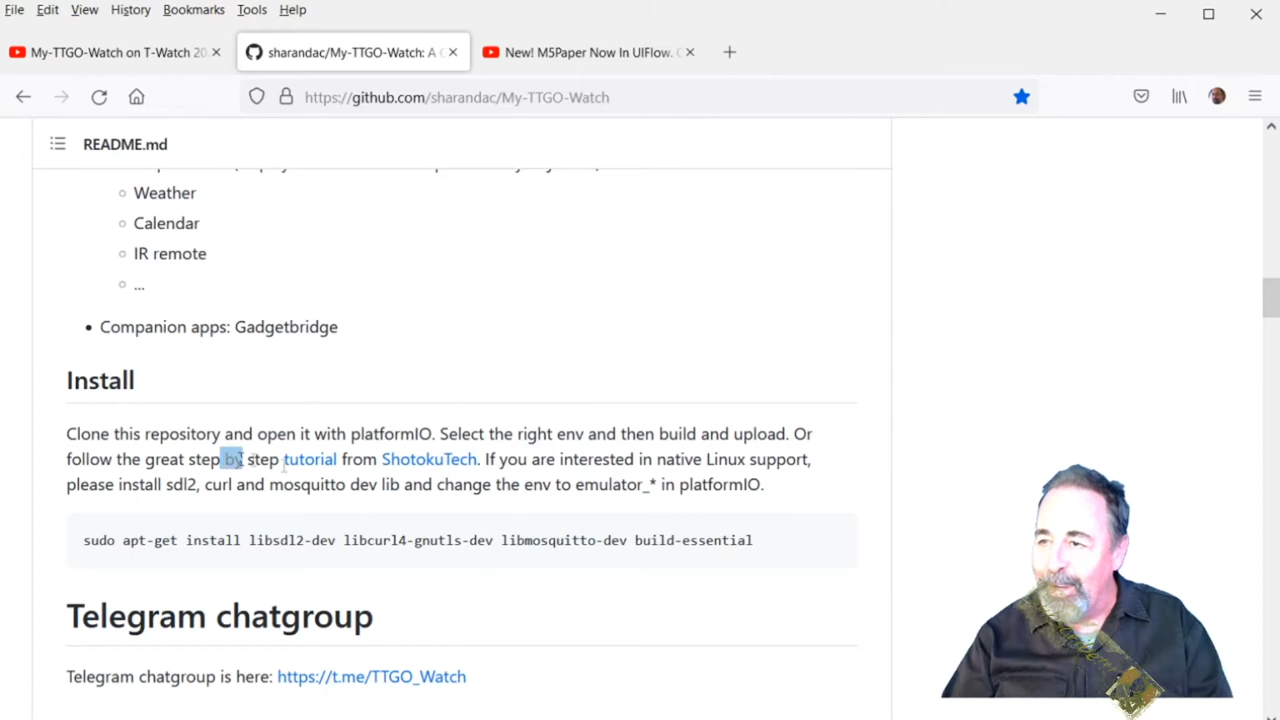 File Edit View History Bookmarks Tools Help
My-TTGO-Watch on T-Watch 20
sharandac/My-TTGO-Watch: A
New! M5Paper Now In UIFlow.
https://github.com/sharandac/My-TTGO-Watch
README.md
Weather
Calendar
IR remote
...
Companion apps: Gadgetbridge
Install
Clone this repository and open it with platformIO. Select the right env and then build and upload. Or
follow the great step by step tutorial from ShotokuTech. If you are interested in native Linux support,
please install sdl2, curl and mosquitto dev lib and change the env to emulator_* in platformIO.
sudo apt-get install libsdl2-dev libcurl4-gnutls-dev libmosquitto-dev build-essential
Telegram chatgroup
Telegram chatgroup is here: https://t.me/TTGO_Watch